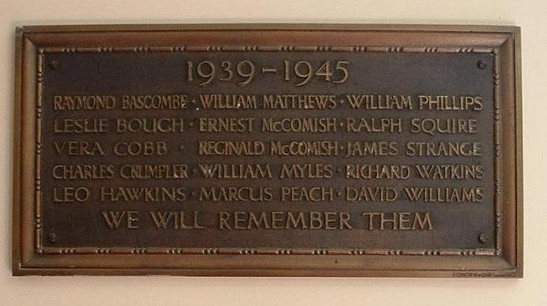 1939-1945
RAYMOND BASCOMBE · WILLIAM MATTHEWS · WILLIAM PHILLIPS
LESLIE BOUGH · ERNEST McCOMISH · RALPH SQUIRE
VERA COBB · REGINALD McCOMISH · JAMES STRANGE
CHARLES CRUMPLER · WILLIAM MYLES · RICHARD WATKINS
LEO HAWKINS · MARCUS PEACH · DAVID WILLIAMS
WE WILL REMEMBER THEM